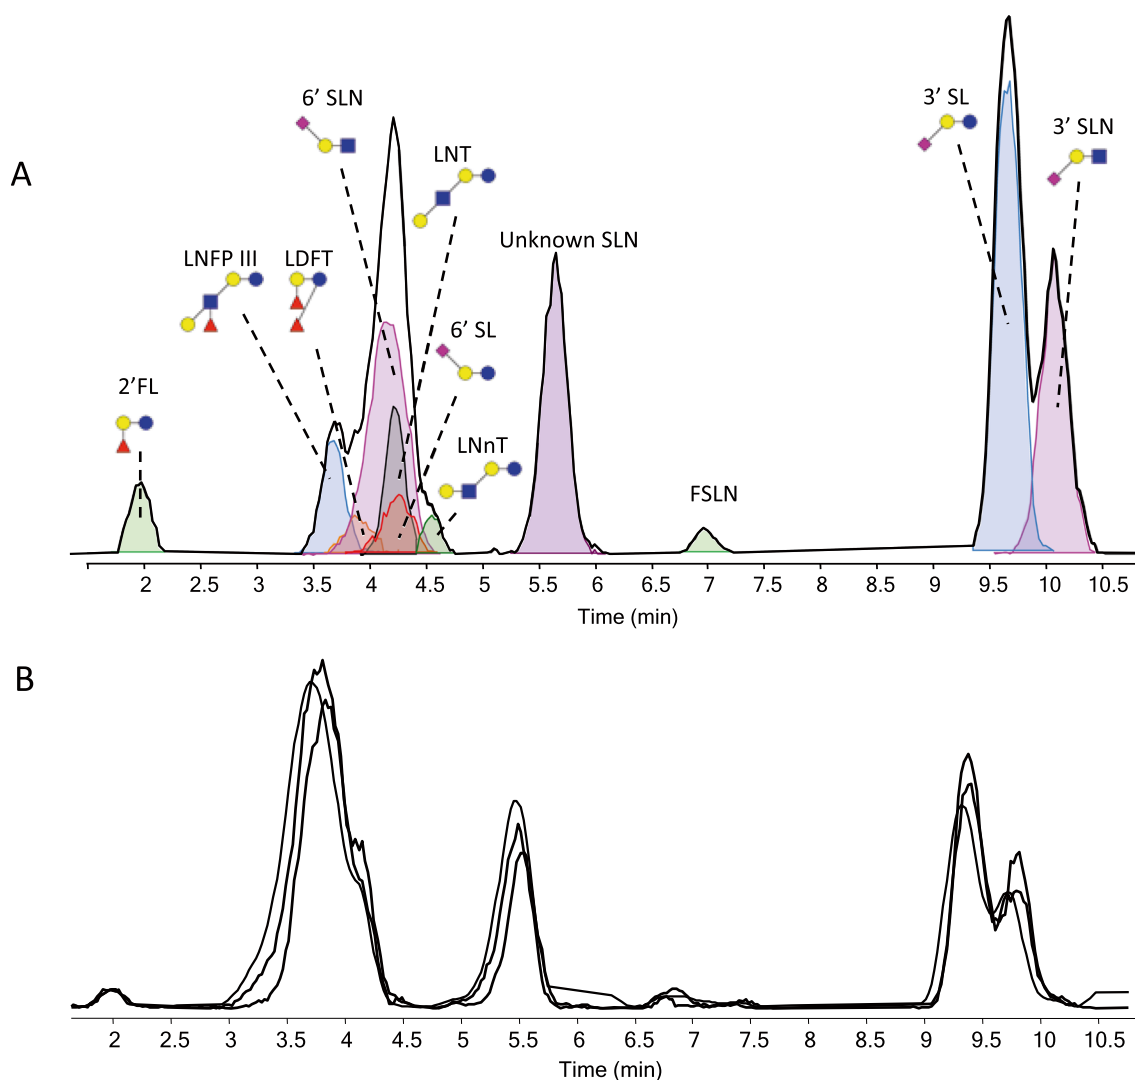 A
6’ SLN
LNT
3’ SL
3’ SLN
Unknown SLN
LNFP III
LDFT
6’ SL
2’FL
LNnT
FSLN
2 2.5 3 3.5 4 4.5 5 5.5 6 6.5 7 7.5 8 8.5 9 9.5 10 10.5
Time (min)
B
2 2.5 3 3.5 4 4.5 5 5.5 6 6.5 7 7.5 8 8.5 9 9.5 10 10.5
Time (min)